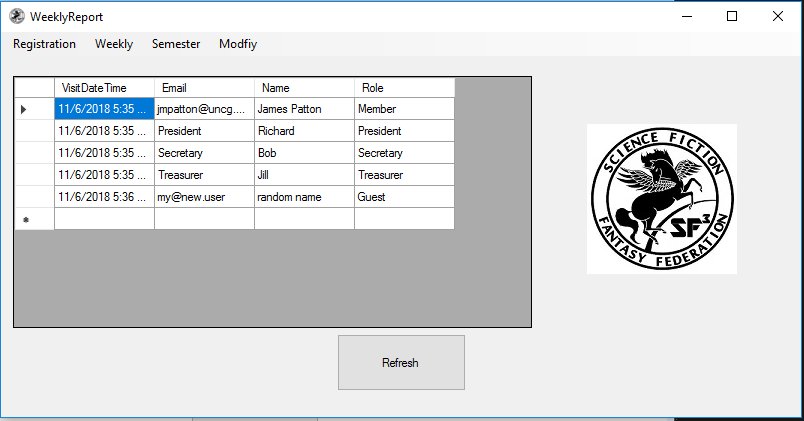 WeeklyReport
Registration Weekly Semester Modfiy
VisitDateTime Email Name Role
11/6/2018 5:35 ... jmpatton@uncg.... James Patton Member
11/6/2018 5:35 ... President Richard President
11/6/2018 5:35 ... Secretary Bob Secretary
11/6/2018 5:35 ... Treasurer Jill Treasurer
11/6/2018 5:36 ... my@new.user random name Guest
SCIENCE FICTION
SF³
FANTASY FEDERATION
Refresh